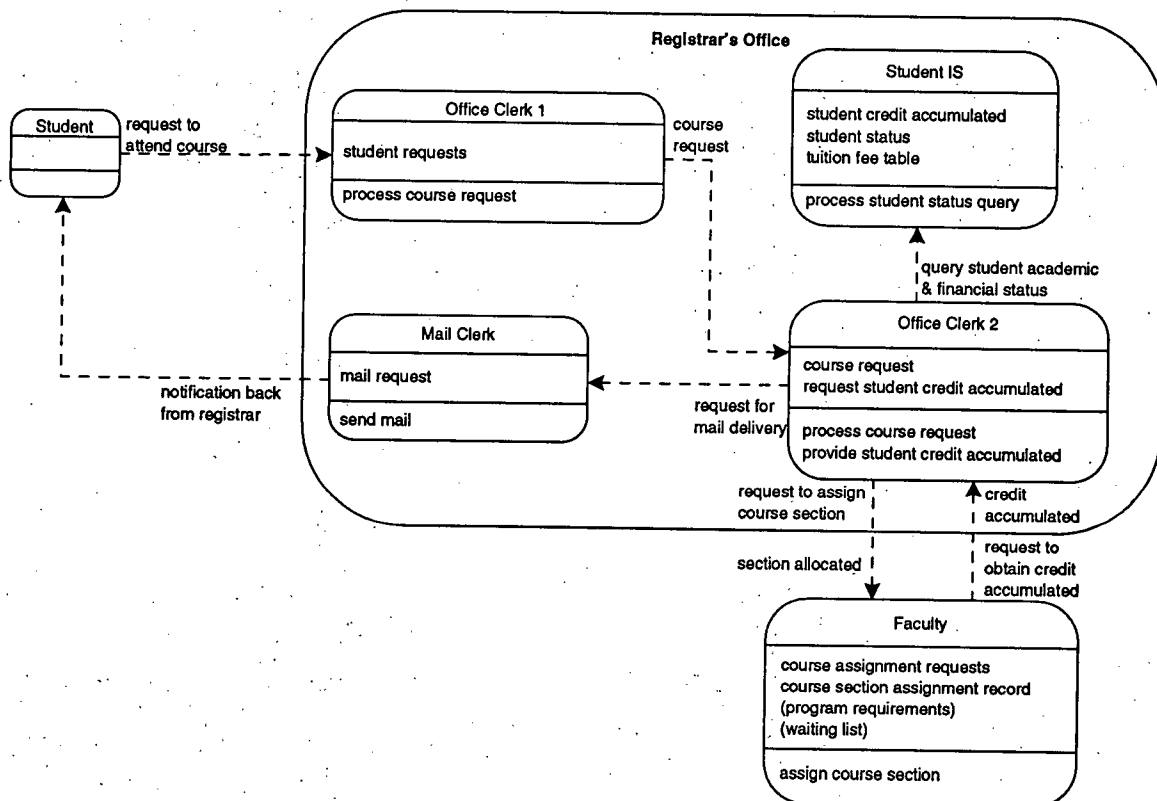 Registrar's Office
Student
request to
attend course
Office Clerk 1
student requests
process course request
course
request
Student IS
student credit accumulated
student status
tuition fee table
process student status query
query student academic
& financial status
Mail Clerk
mail request
send mail
notification back
from registrar
request for
mail delivery
Office Clerk 2
course request
request student credit accumulated
process course request
provide student credit accumulated
request to assign
course section
credit
accumulated
section allocated
request to
obtain credit
accumulated
Faculty
course assignment requests
course section assignment record
(program requirements)
(waiting list)
assign course section